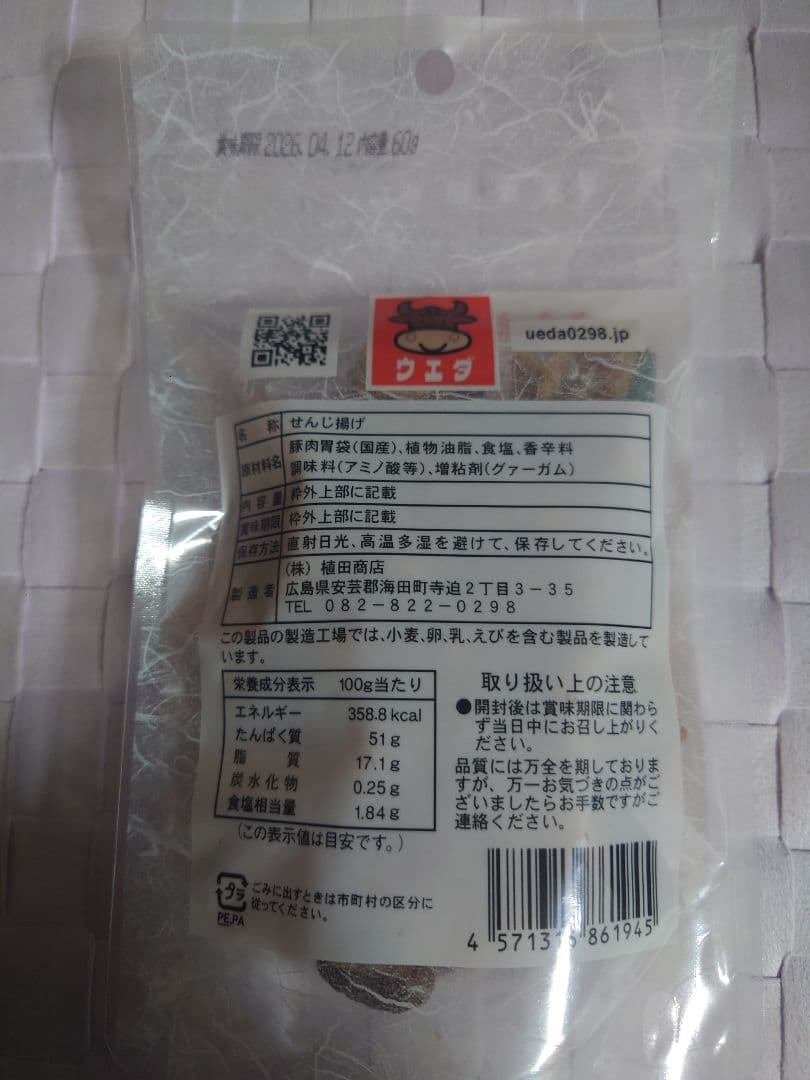 賞味期限 2026.04.12 内容量 60g
ウエダ
ueda0298.jp
名 称 せんじ揚げ
原材料名 豚肉胃袋(国産)、植物油脂、食塩、香辛料
調味料(アミノ酸等)、増粘剤(グァーガム)
内容量 枠外上部に記載
賞味期限 枠外上部に記載
保存方法 直射日光、高温多湿を避けて、保存してください。
製造者 (株) 植田商店
広島県安芸郡海田町寺迫2丁目3-35
TEL 082-822-0298
この製品の製造工場では、小麦、卵、乳、えびを含む製品を製造して
います。
栄養成分表示 100g当たり
エネルギー 358.8kcal
たんぱく質 51g
脂 質 17.1g
炭水化物 0.25g
食塩相当量 1.84g
(この表示値は目安です。)
取り扱い上の注意
●開封後は賞味期限に関わら
ず当日中にお召し上がりく
ださい。
品質には万全を期しておりま
すが、万一お気づきの点がご
ざいましたらお手数ですがご
連絡ください。
プラ
PE,PA
ごみに出すときは市町村の区分に
従ってください。
4 571316 861945